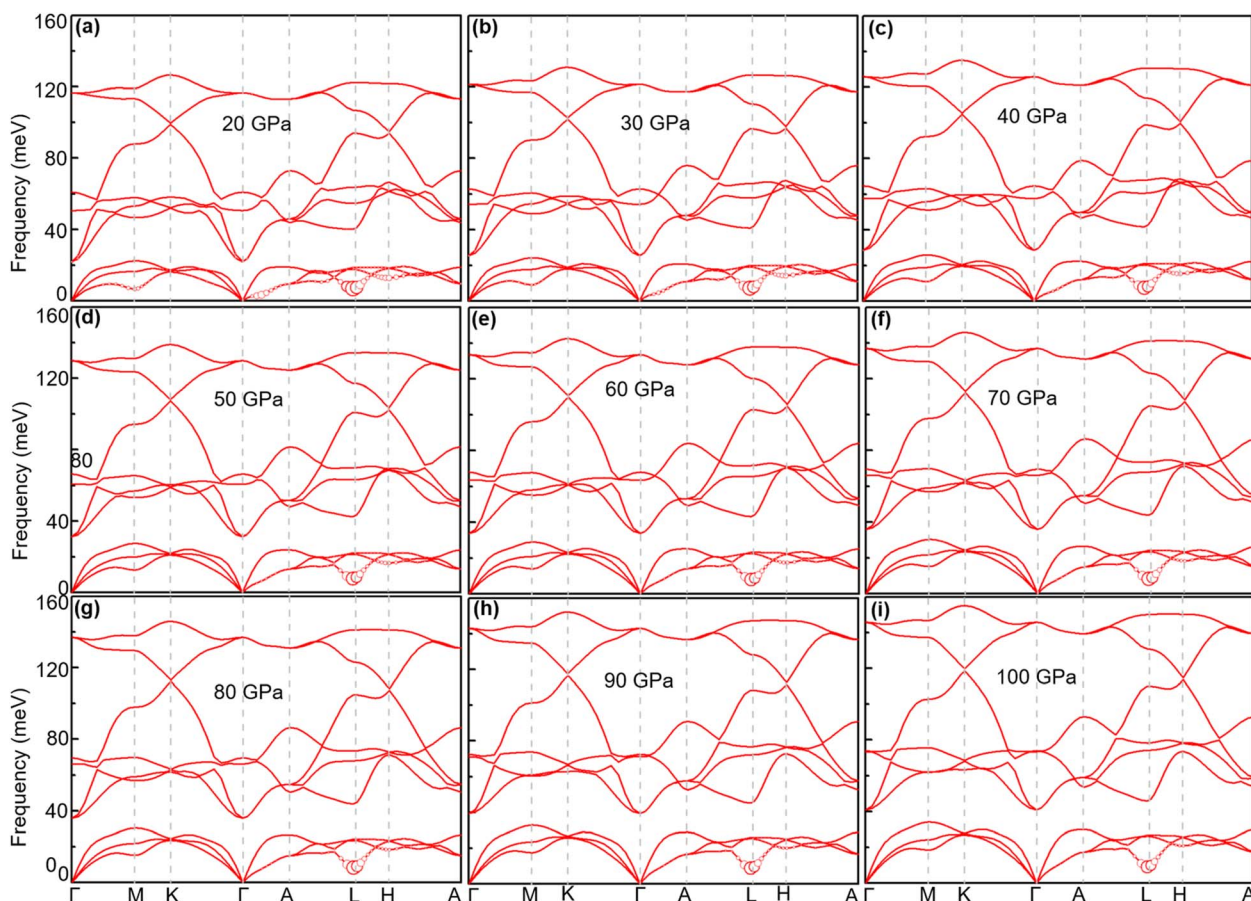 (a) (b) (c)
160
120
80
40
0
Frequency (meV)
20 GPa 30 GPa 40 GPa
(d) (e) (f)
160
120
80
40
0
Frequency (meV)
50 GPa 60 GPa 70 GPa
(g) (h) (i)
160
120
80
40
0
Frequency (meV)
80 GPa 90 GPa 100 GPa
Γ M K Γ A L H A Γ M K Γ A L H A Γ M K Γ A L H A